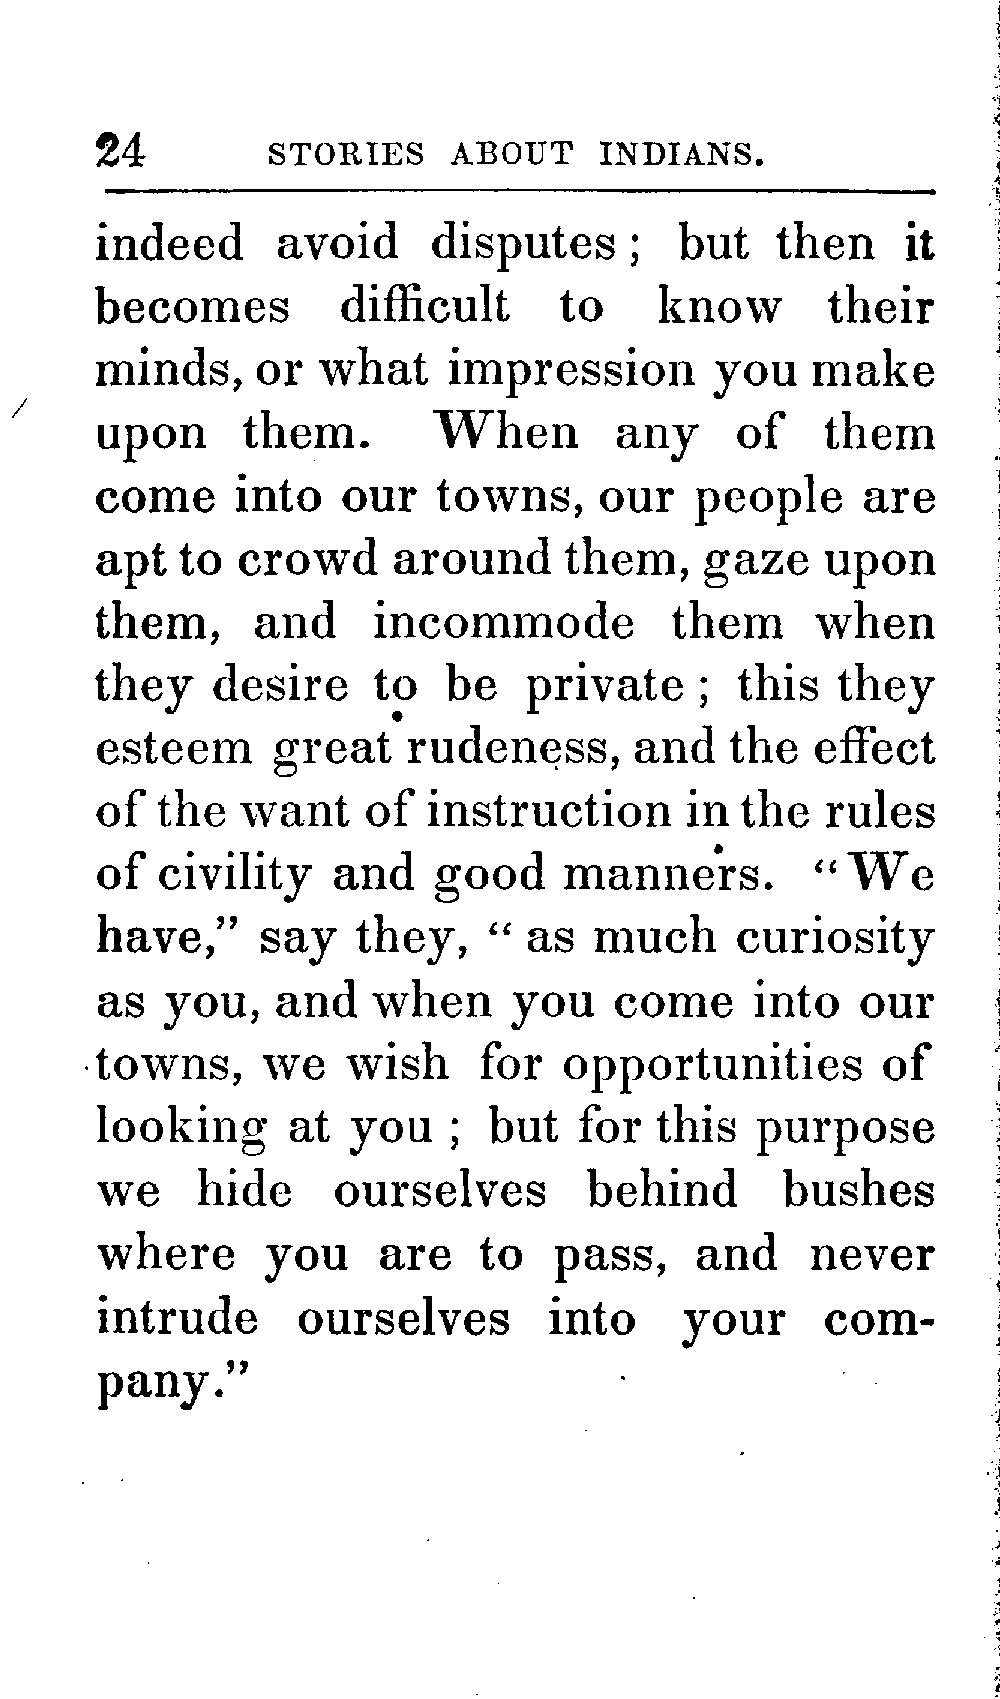 24 STORIES ABOUT INDIANS.
indeed avoid disputes ; but then it
becomes difficult to know their
minds, or what impression you make
upon them. When any of them
come into our towns, our people are
apt to crowd around them, gaze upon
them, and incommode them when
they desire to be private ; this they
esteem great rudeness, and the effect
of the want of instruction in the rules
of civility and good manners. “ We
have,” say they, “ as much curiosity
as you, and when you come into our
towns, we wish for opportunities of
looking at you ; but for this purpose
we hide ourselves behind bushes
where you are to pass, and never
intrude ourselves into your com-
pany.”